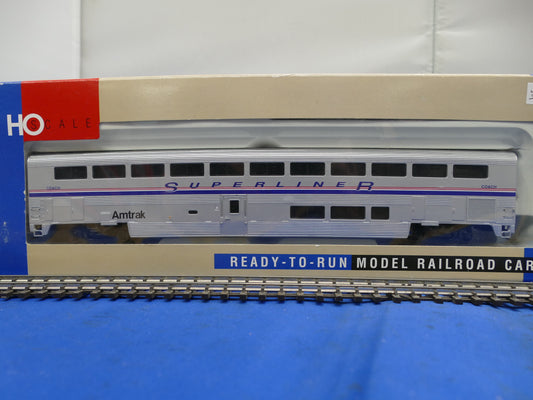 HO SCALE
COACH SUPERLINER COACH
Amtrak
READY-TO-RUN MODEL RAILROAD CAR